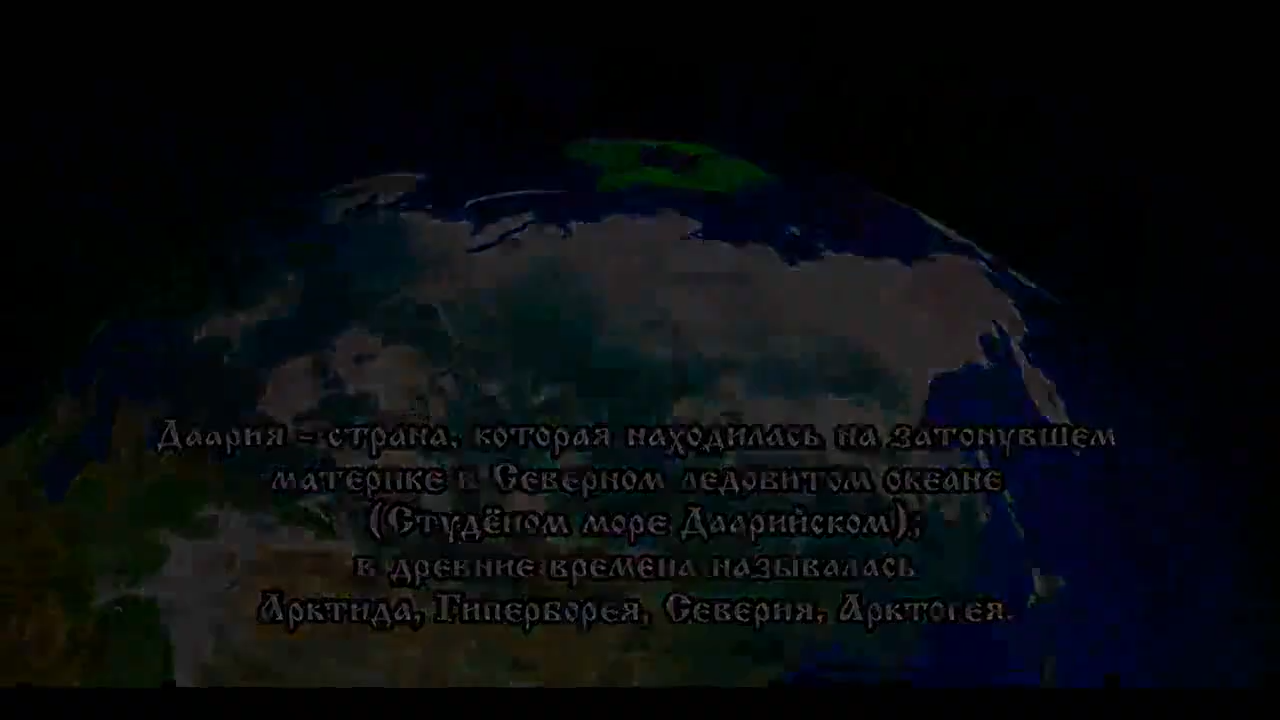 Даария – страна, которая находилась на затонувшем
материке в Северном ледовитом океане
(Студёном море Даарийском);
в древние времена называлась
Арктида, Гиперборея, Северия, Арктогея.